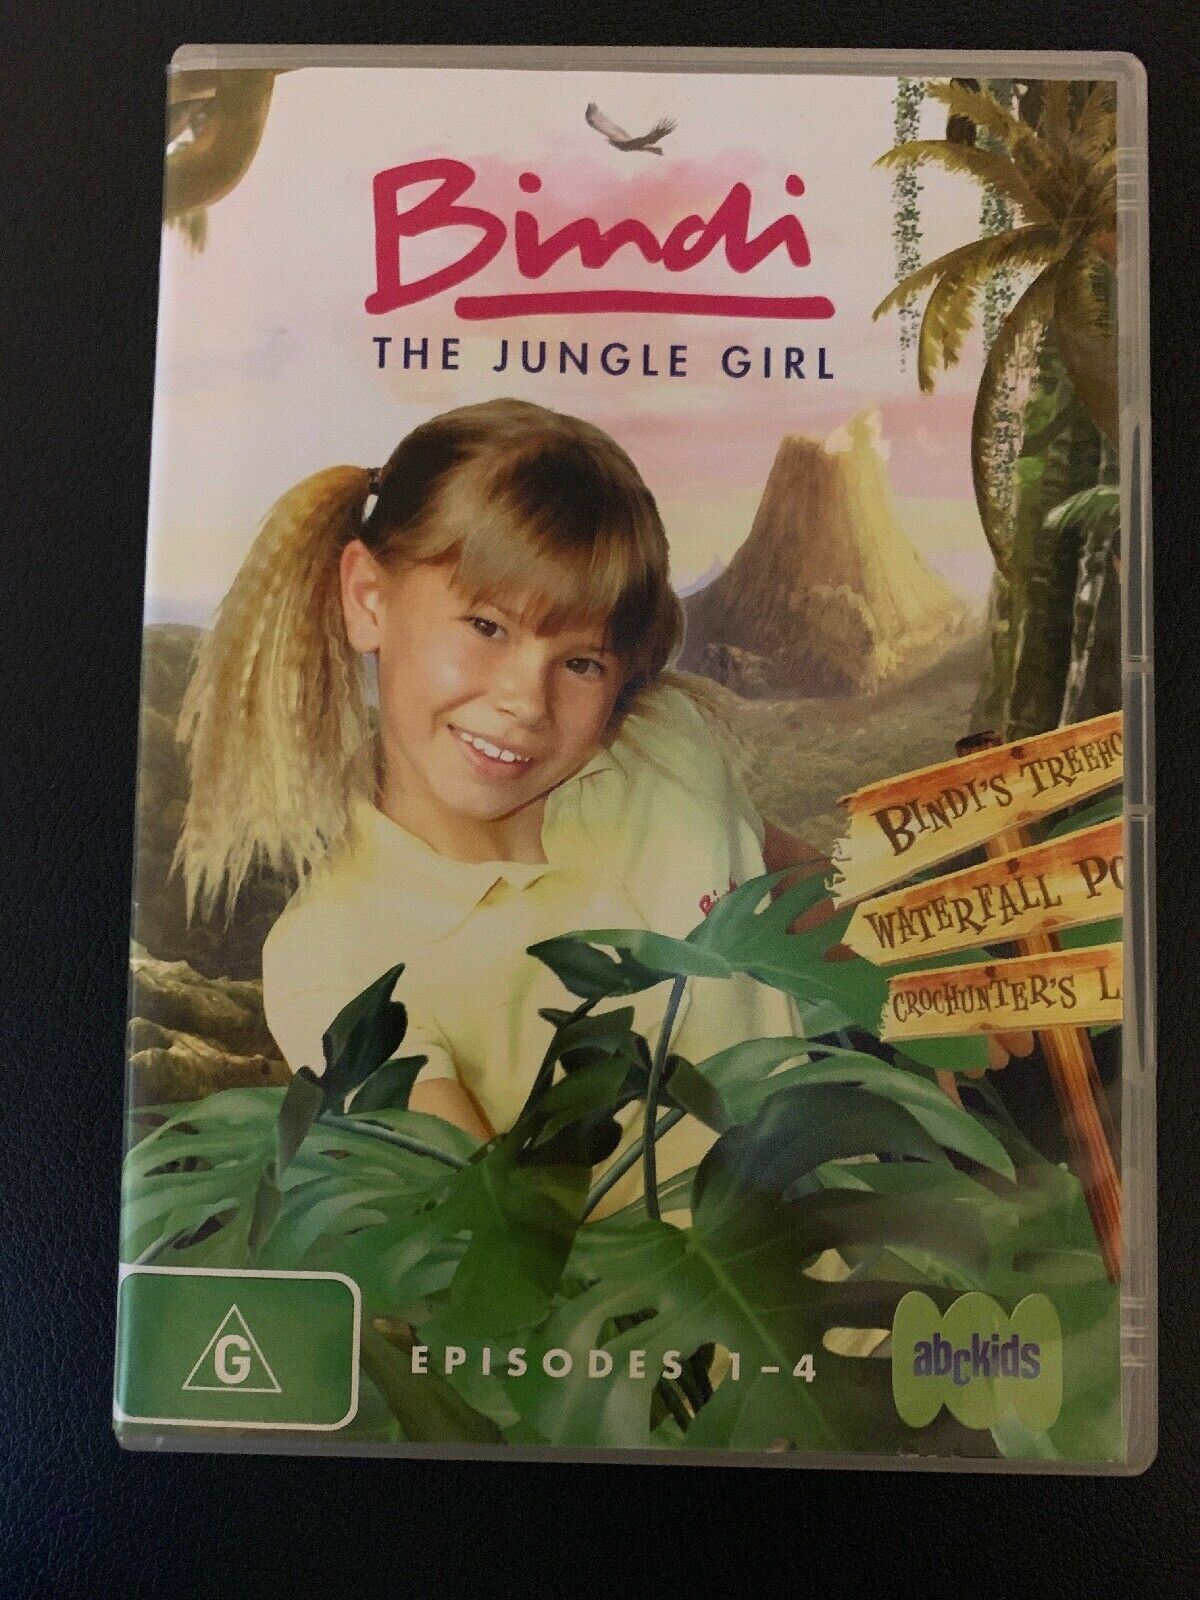 Bindi
THE JUNGLE GIRL
BINDI'S TREEHO
WATERFALL PO
CROCHUNTER'S L
G
EPISODES 1-4
abckids